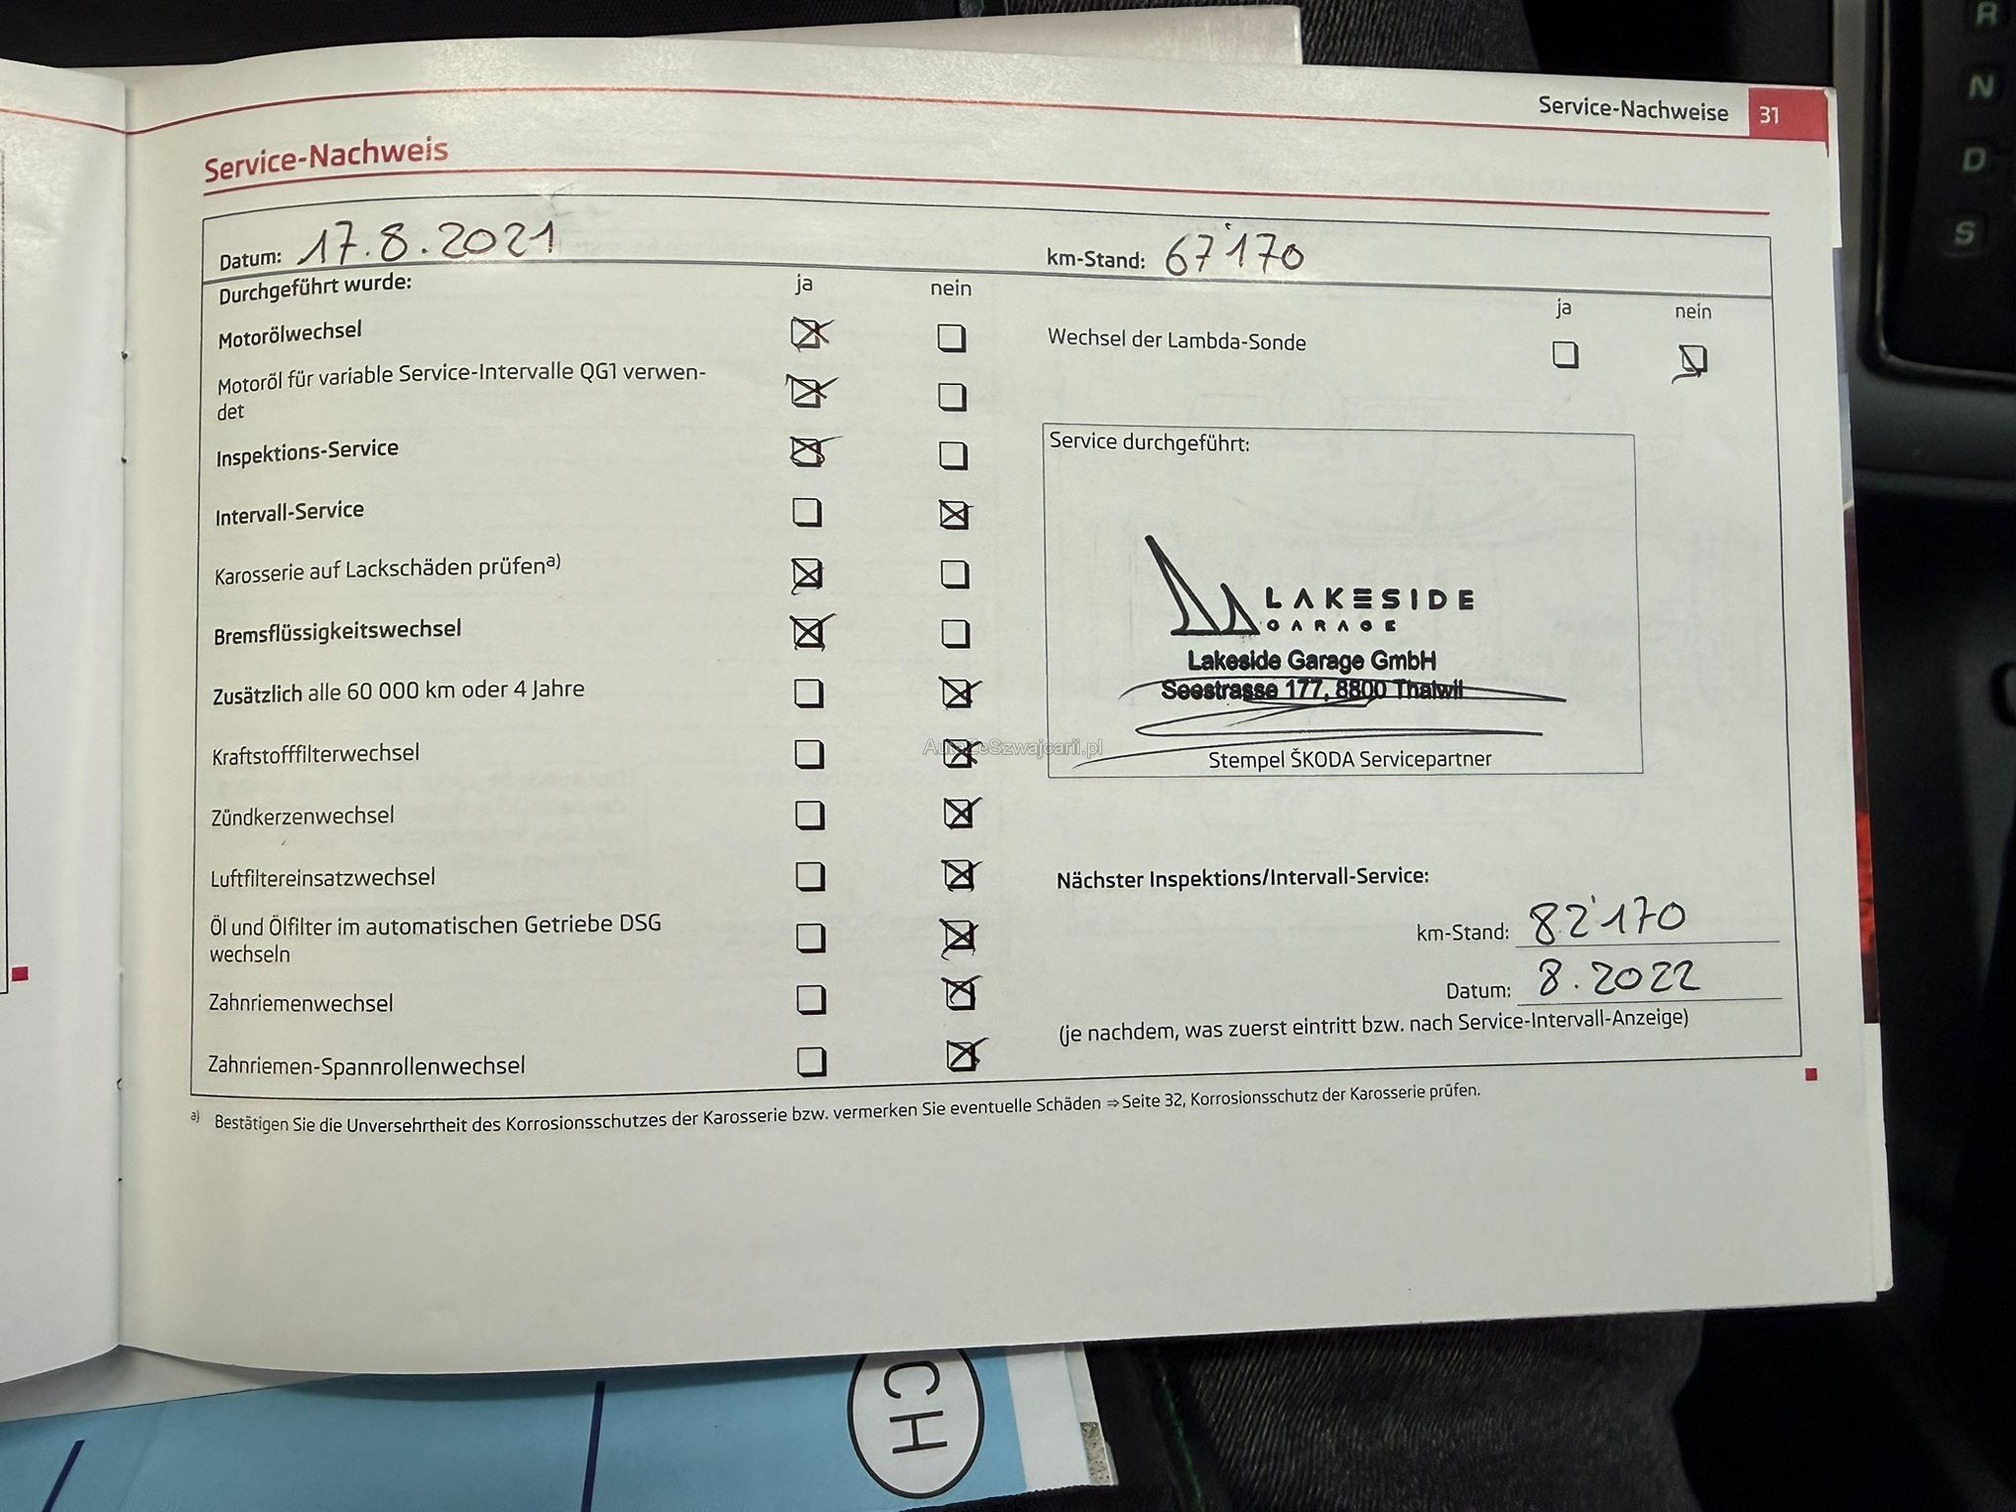 Service-Nachweise 31
Service-Nachweis
Datum: 17.8.2021
km-Stand: 67'170
Durchgeführt wurde: ja nein
ja nein
Motorölwechsel
Wechsel der Lambda-Sonde
Motoröl für variable Service-Intervalle QG1 verwen-
det
Inspektions-Service
Intervall-Service
Karosserie auf Lackschäden prüfen a)
Bremsflüssigkeitswechsel
Zusätzlich alle 60 000 km oder 4 Jahre
Kraftstofffilterwechsel
Zündkerzenwechsel
Luftfiltereinsatzwechsel
Öl und Ölfilter im automatischen Getriebe DSG
wechseln
Zahnriemenwechsel
Zahnriemen-Spannrollenwechsel
Service durchgeführt:
LAKESIDE
GARAGE
Lakeside Garage GmbH
Seestrasse 177, 8800 Thalwil
Stempel ŠKODA Servicepartner
Nächster Inspektions/Intervall-Service:
km-Stand: 82'170
Datum: 8.2022
(je nachdem, was zuerst eintritt bzw. nach Service-Intervall-Anzeige)
a) Bestätigen Sie die Unversehrtheit des Korrosionsschutzes der Karosserie bzw. vermerken Sie eventuelle Schäden ⇒ Seite 32, Korrosionsschutz der Karosserie prüfen.
AutaZeSzwajcarii.pl
CH
R
N
D
S